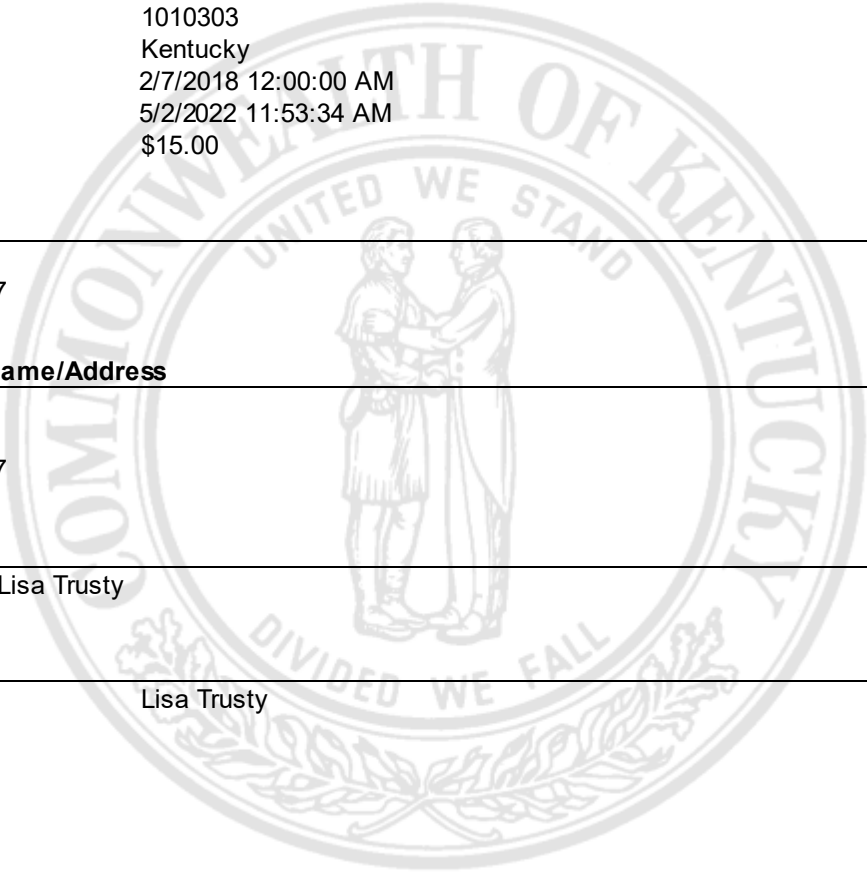 1010303
Kentucky
2/7/2018 12:00:00 AM
5/2/2022 11:53:34 AM
$15.00
COMMONWEALTH OF KENTUCKY
UNITED WE STAND
7
ame/Address
7
Lisa Trusty
DIVIDED WE FALL
Lisa Trusty